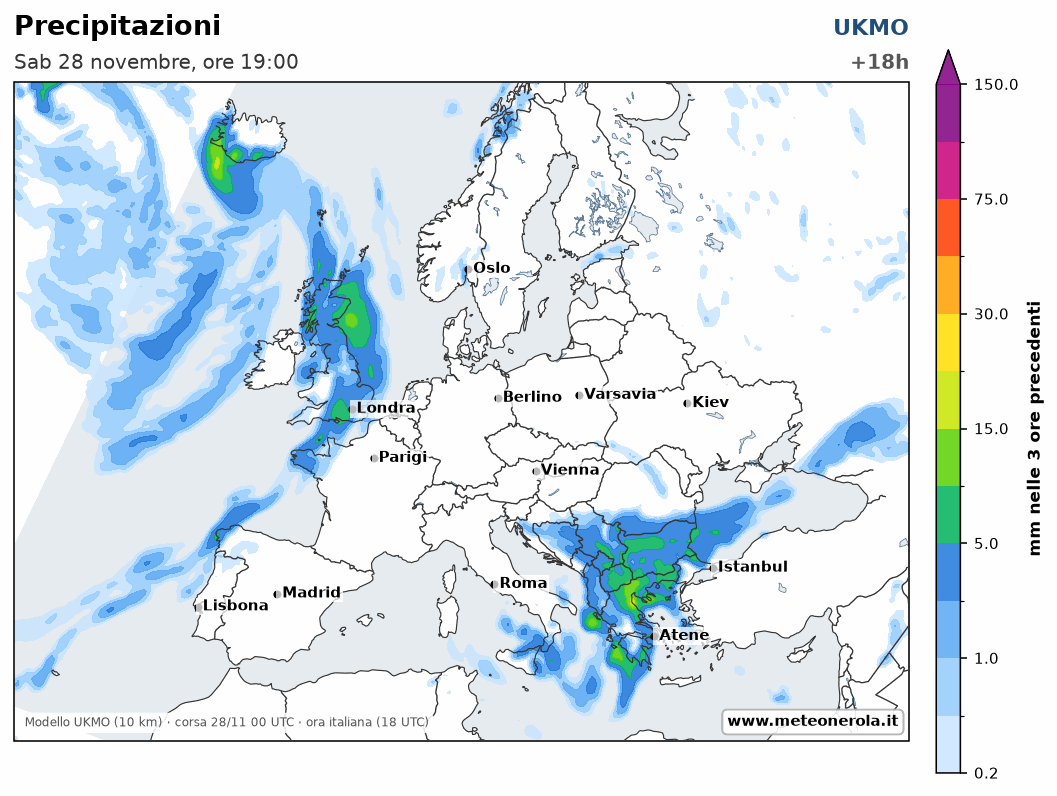 Precipitazioni
UKMO
Sab 28 novembre, ore 19:00
+18h
150.0
75.0
30.0
15.0
5.0
1.0
0.2
mm nelle 3 ore precedenti
Oslo
Londra
Berlino
Varsavia
Kiev
Parigi
Vienna
Istanbul
Roma
Madrid
Lisbona
Atene
Modello UKMO (10 km) · corsa 28/11 00 UTC · ora italiana (18 UTC)
www.meteonerola.it